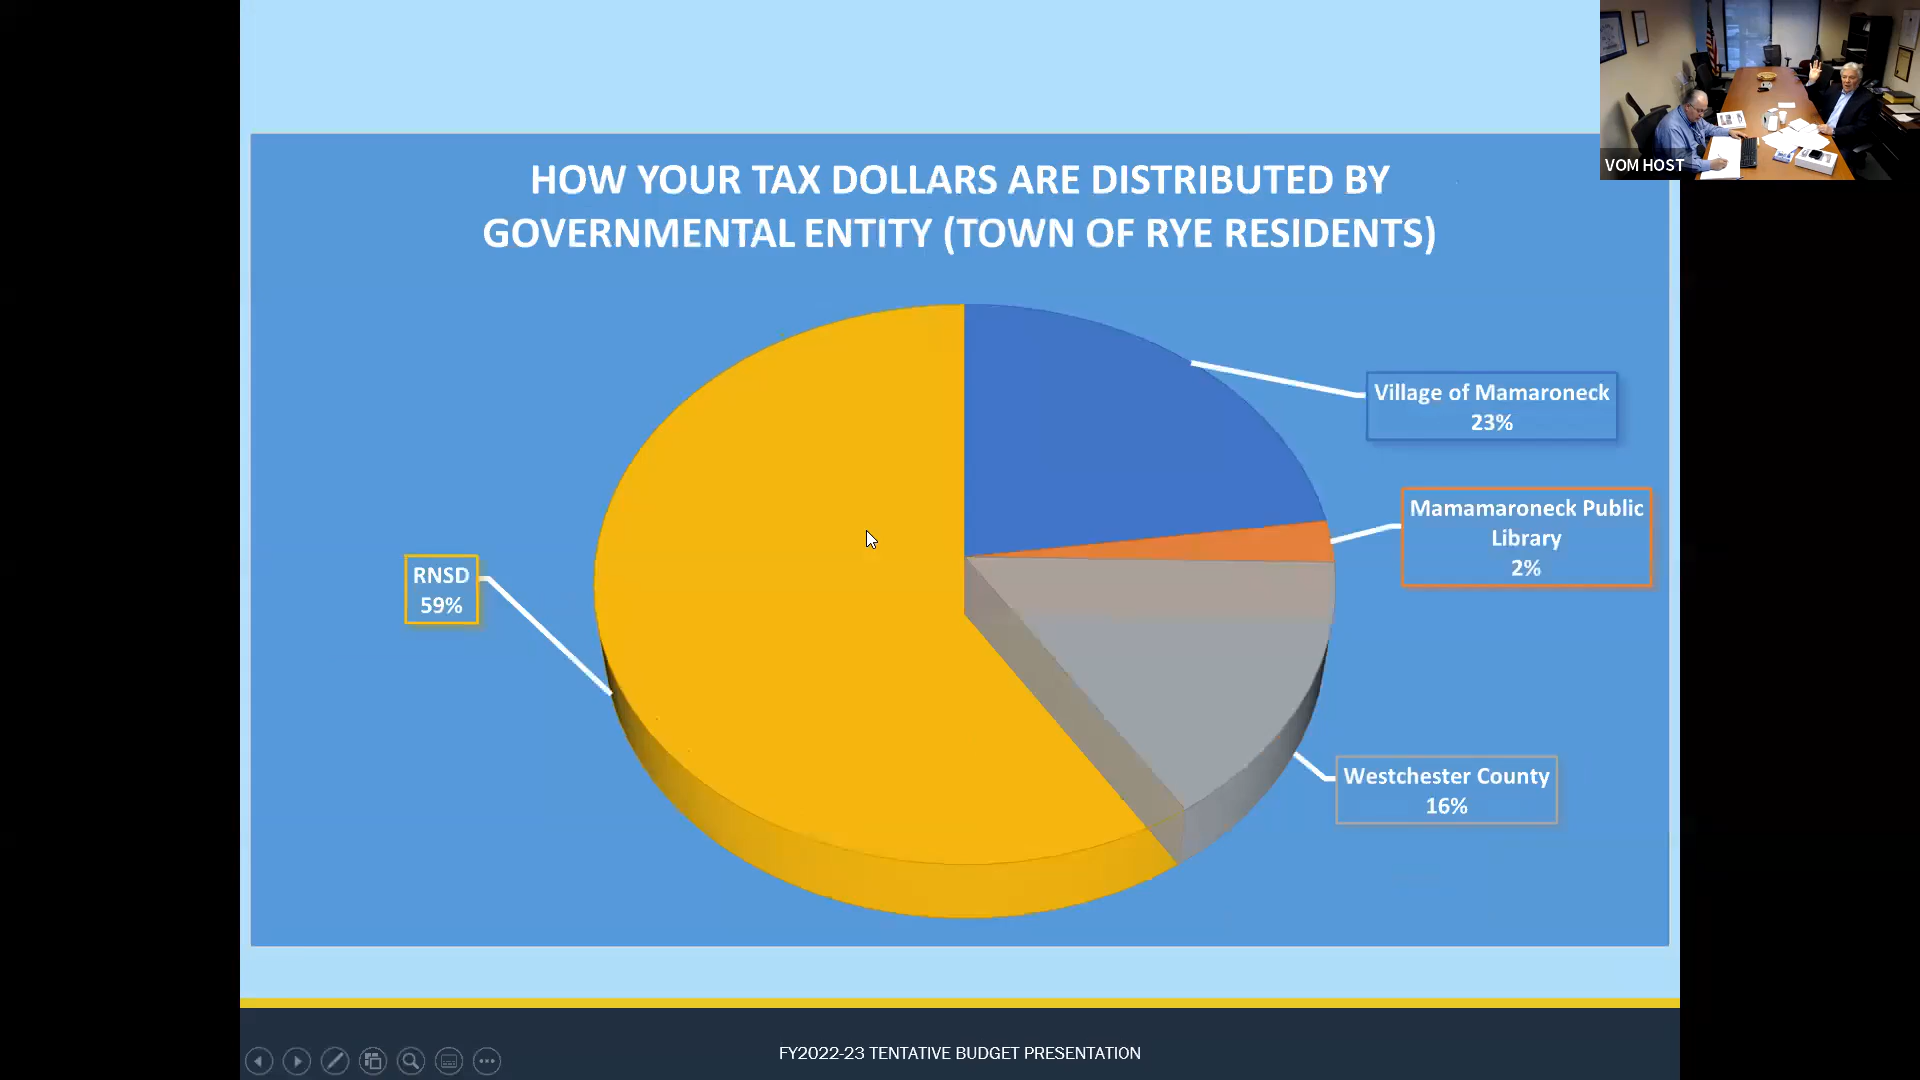 HOW YOUR TAX DOLLARS ARE DISTRIBUTED BY
GOVERNMENTAL ENTITY (TOWN OF RYE RESIDENTS)
VOM HOST
Village of Mamaroneck
23%
Mamamaroneck Public
Library
2%
RNSD
59%
Westchester County
16%
FY2022-23 TENTATIVE BUDGET PRESENTATION